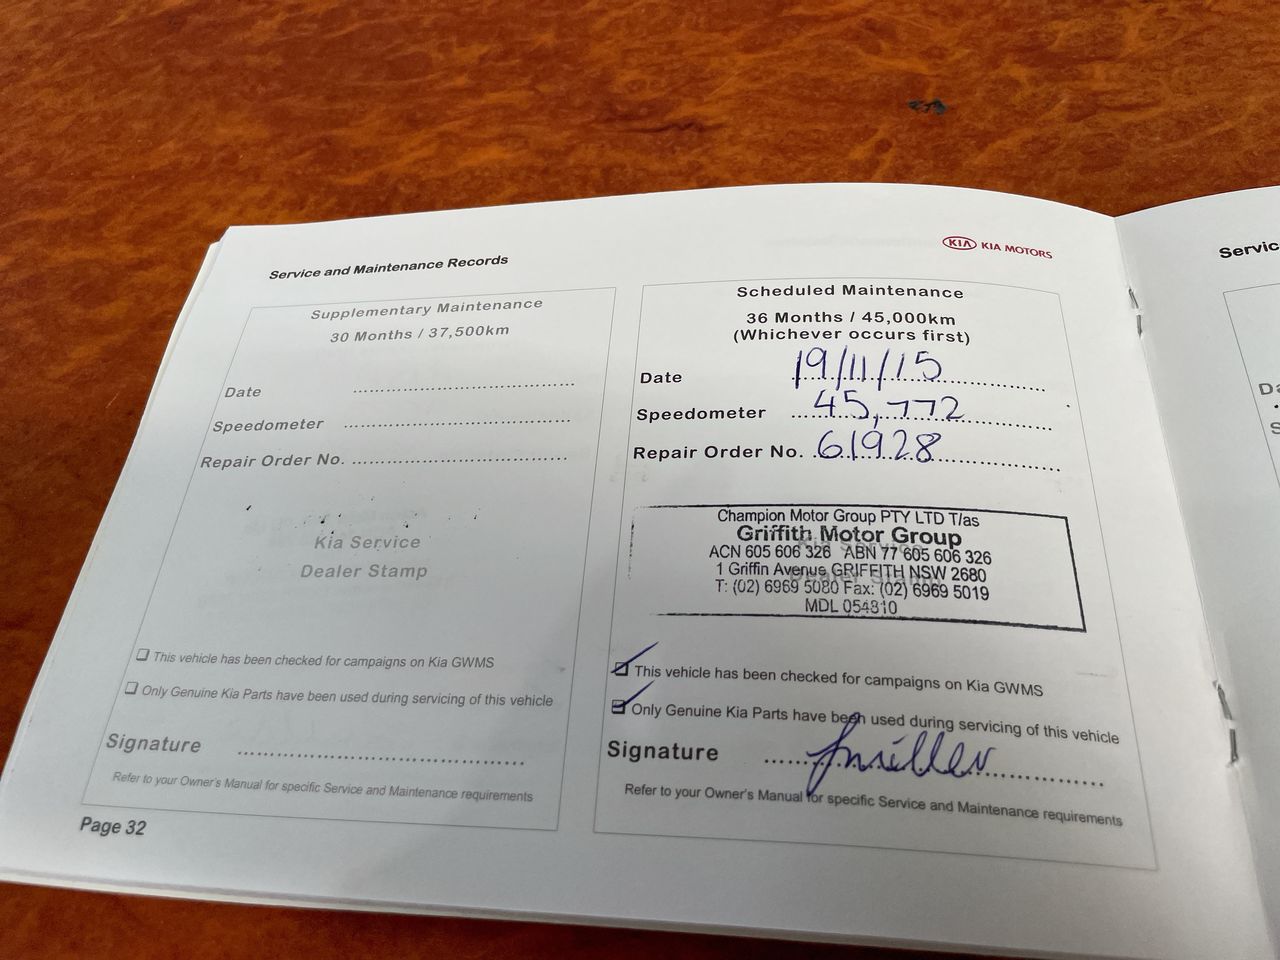 Service and Maintenance Records
Supplementary Maintenance
30 Months / 37,500km
Date
Speedometer
Repair Order No.
Kia Service
Dealer Stamp
This vehicle has been checked for campaigns on Kia GWMS
Only Genuine Kia Parts have been used during servicing of this vehicle
Signature
Refer to your Owner's Manual for specific Service and Maintenance requirements
Page 32
KIA KIA MOTORS
Scheduled Maintenance
36 Months / 45,000km
(Whichever occurs first)
Date 19/11/15
Speedometer 45,772
Repair Order No. 61928
Champion Motor Group PTY LTD T/as
Griffith Motor Group
ACN 605 606 326 ABN 77 605 606 326
1 Griffin Avenue GRIFFITH NSW 2680
T: (02) 6969 5080 Fax: (02) 6969 5019
MDL 054810
Kia Service
Dealer Stamp
This vehicle has been checked for campaigns on Kia GWMS
Only Genuine Kia Parts have been used during servicing of this vehicle
Signature
Refer to your Owner's Manual for specific Service and Maintenance requirements